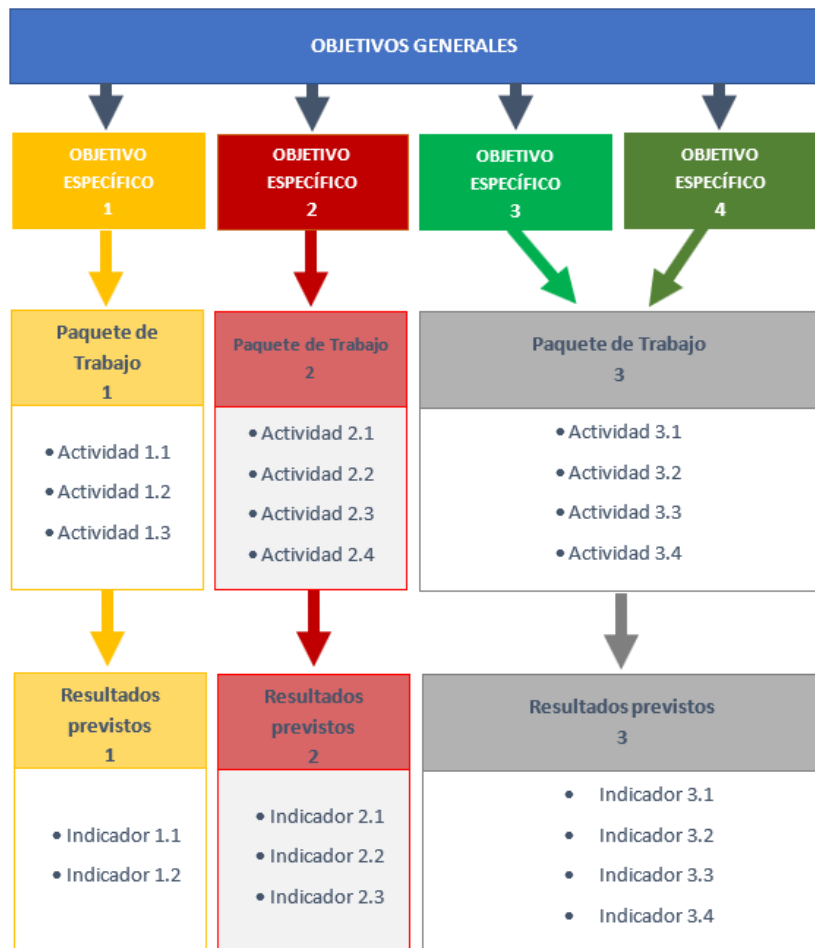 OBJETIVOS GENERALES
OBJETIVO
ESPECÍFICO
1
OBJETIVO
ESPECÍFICO
2
OBJETIVO
ESPECÍFICO
3
OBJETIVO
ESPECÍFICO
4
Paquete de
Trabajo
1
• Actividad 1.1
• Actividad 1.2
• Actividad 1.3
Paquete de Trabajo
2
• Actividad 2.1
• Actividad 2.2
• Actividad 2.3
• Actividad 2.4
Paquete de Trabajo
3
• Actividad 3.1
• Actividad 3.2
• Actividad 3.3
• Actividad 3.4
Resultados
previstos
1
• Indicador 1.1
• Indicador 1.2
Resultados
previstos
2
• Indicador 2.1
• Indicador 2.2
• Indicador 2.3
Resultados previstos
3
• Indicador 3.1
• Indicador 3.2
• Indicador 3.3
• Indicador 3.4